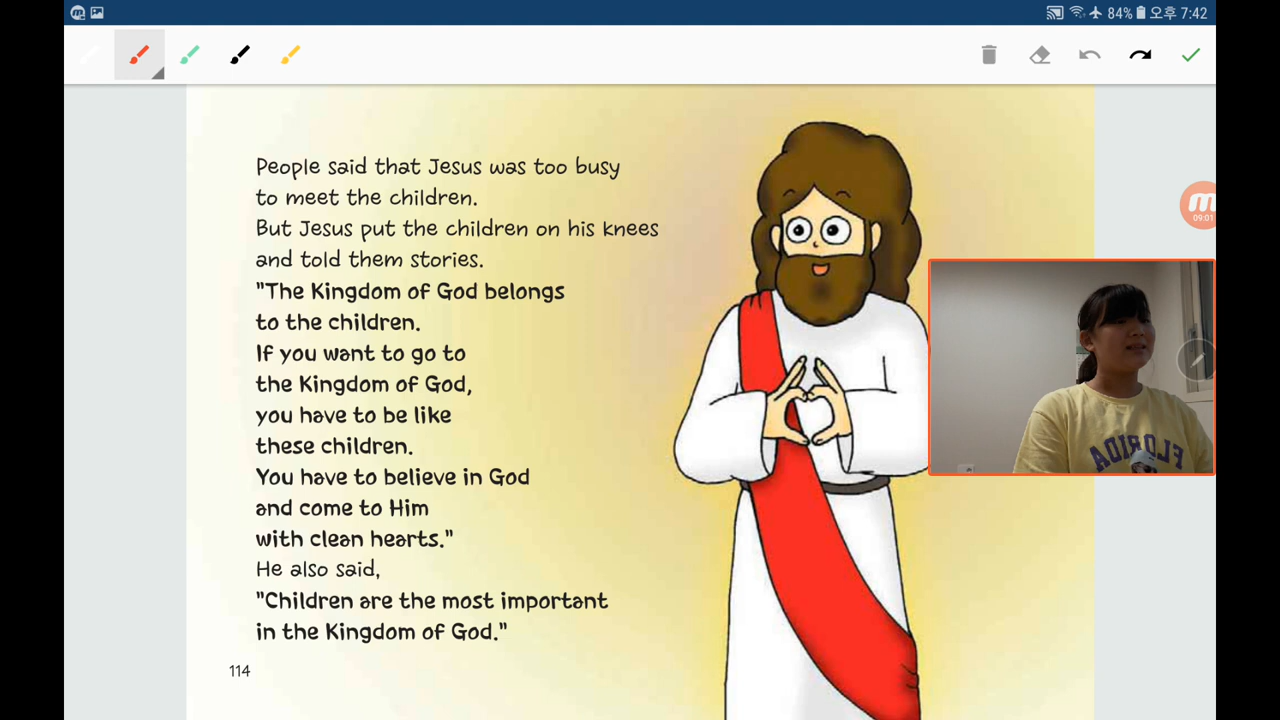 84% 오후 7:42
People said that Jesus was too busy
to meet the children.
But Jesus put the children on his knees
and told them stories.
"The Kingdom of God belongs
to the children.
If you want to go to
the Kingdom of God,
you have to be like
these children.
You have to believe in God
and come to Him
with clean hearts."
He also said,
"Children are the most important
in the Kingdom of God."
114
09:01
FLORIDA